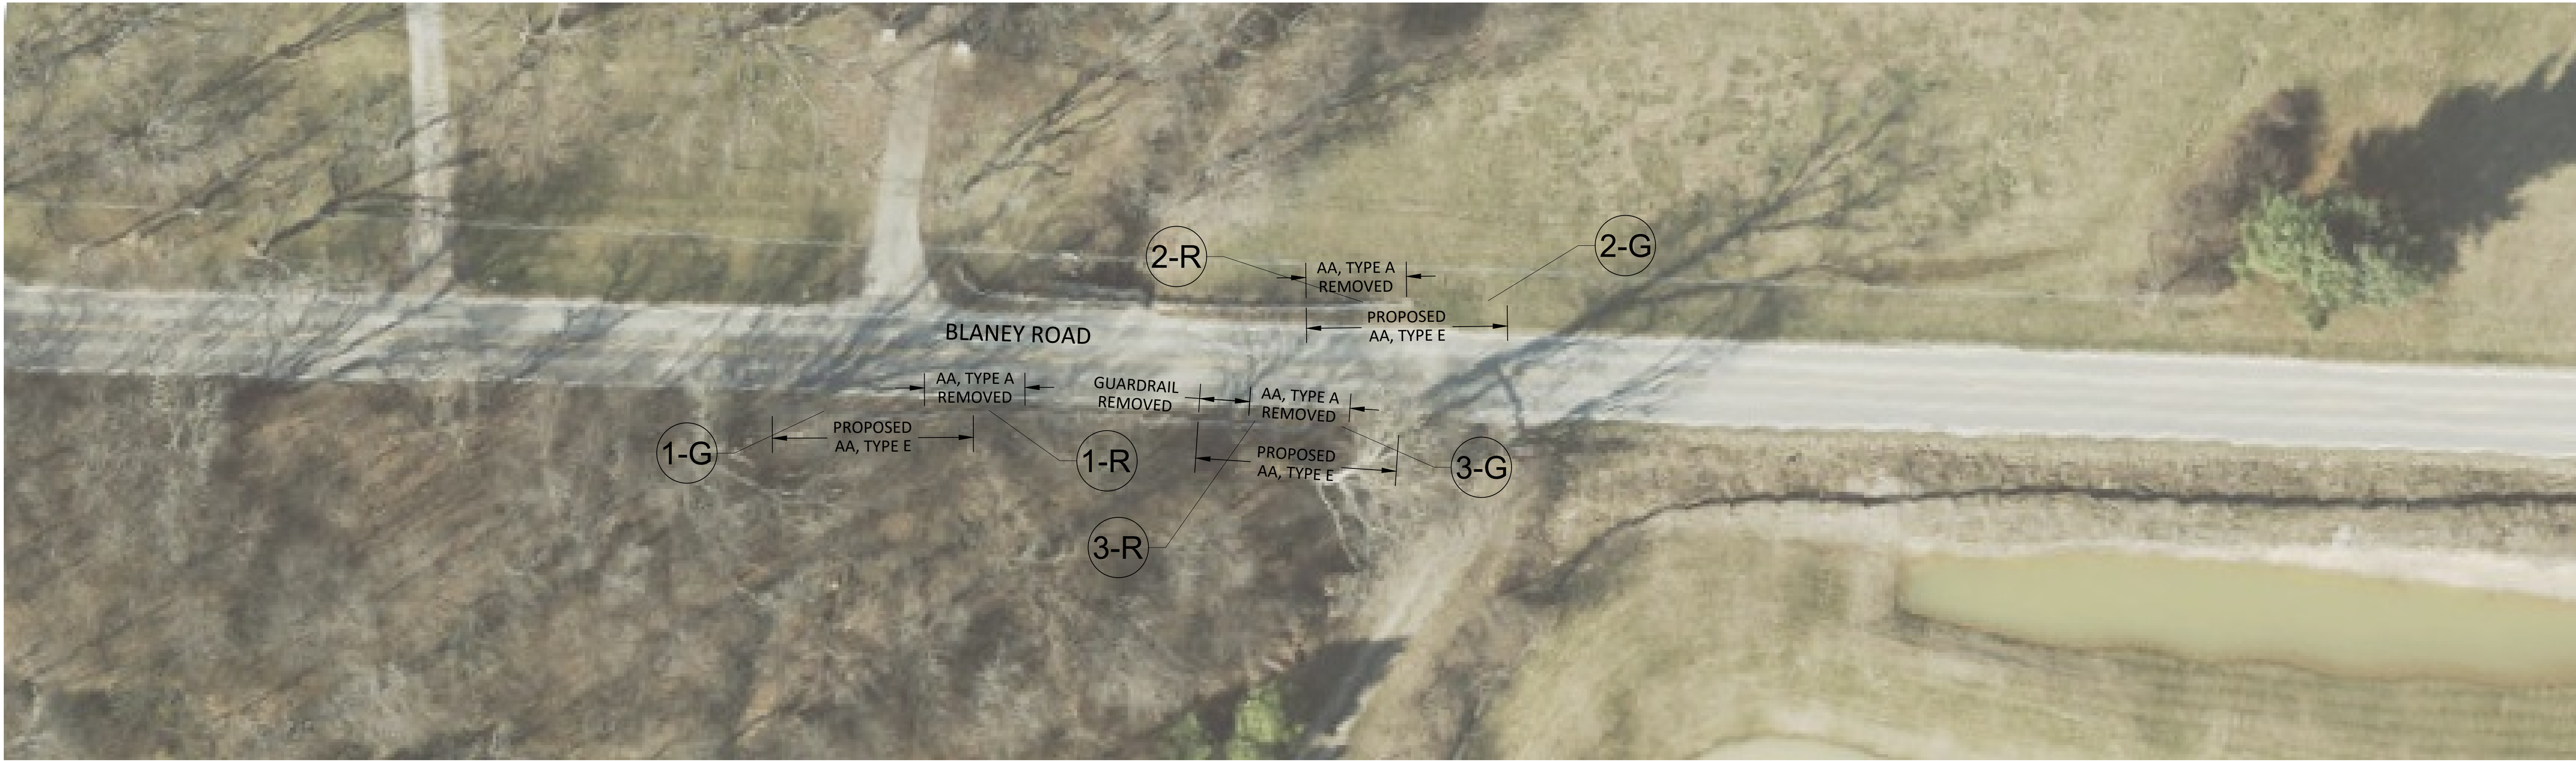 2-R
AA, TYPE A
REMOVED
2-G
PROPOSED
AA, TYPE E
BLANEY ROAD
AA, TYPE A
REMOVED
GUARDRAIL
REMOVED
AA, TYPE A
REMOVED
1-G
PROPOSED
AA, TYPE E
1-R
PROPOSED
AA, TYPE E
3-G
3-R